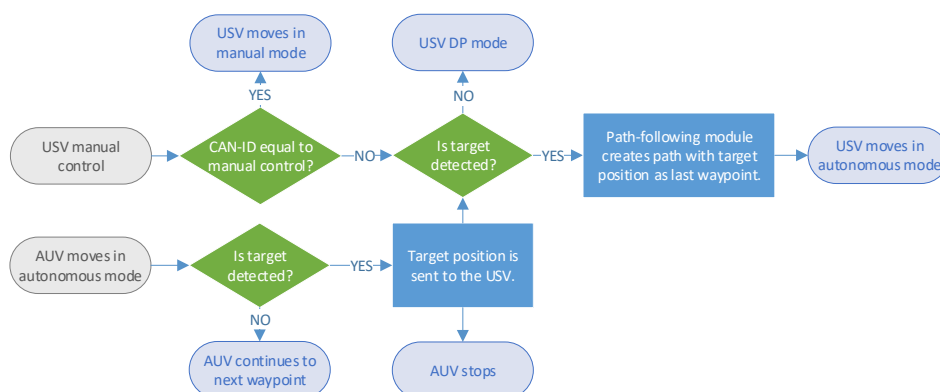 USV moves in
manual mode
USV DP mode
YES
NO
USV manual
control
CAN-ID equal to
manual control?
NO
Is target
detected?
YES
Path-following module
creates path with target
position as last waypoint.
USV moves in
autonomous mode
AUV moves in
autonomous mode
Is target
detected?
YES
Target position is
sent to the USV.
NO
AUV continues to
next waypoint
AUV stops